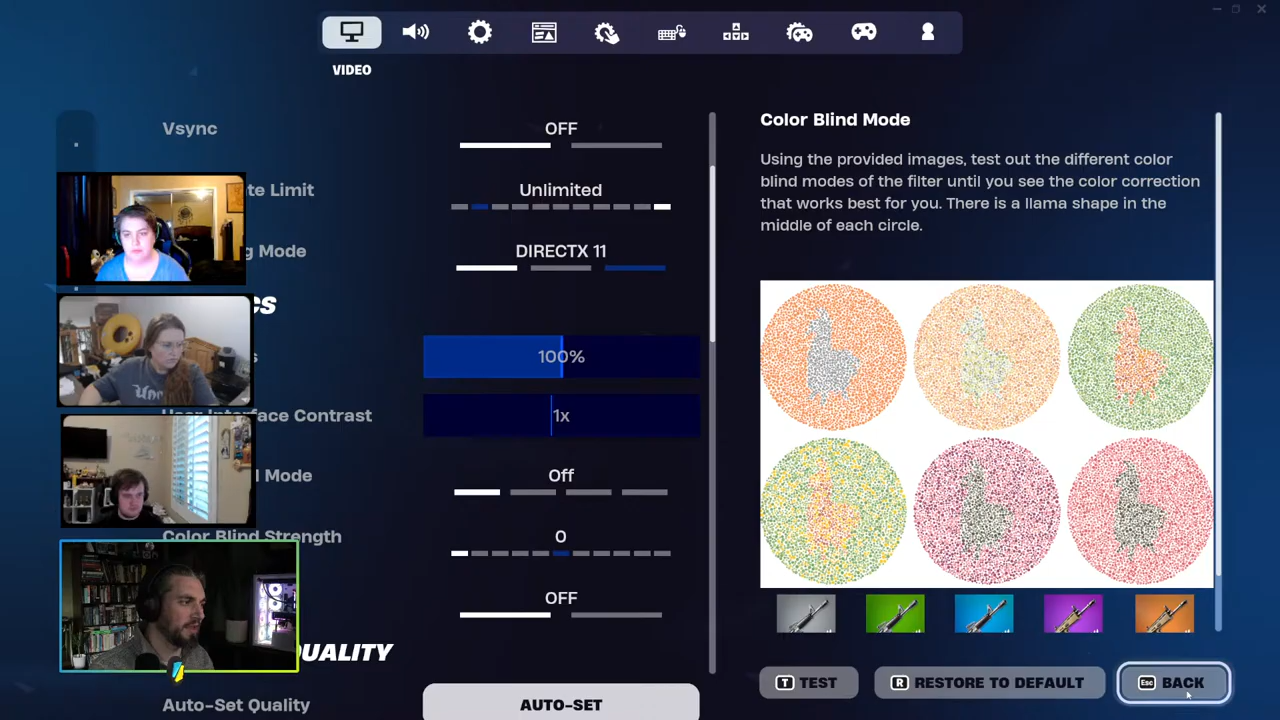 VIDEO
Vsync
OFF
te Limit
Unlimited
g Mode
DIRECTX 11
CS
s
100%
User Interface Contrast
1x
Mode
Off
Color Blind Strength
0
OFF
UALITY
Auto-Set Quality
AUTO-SET
Color Blind Mode
Using the provided images, test out the different color
blind modes of the filter until you see the color correction
that works best for you. There is a llama shape in the
middle of each circle.
T TEST
R RESTORE TO DEFAULT
Esc BACK